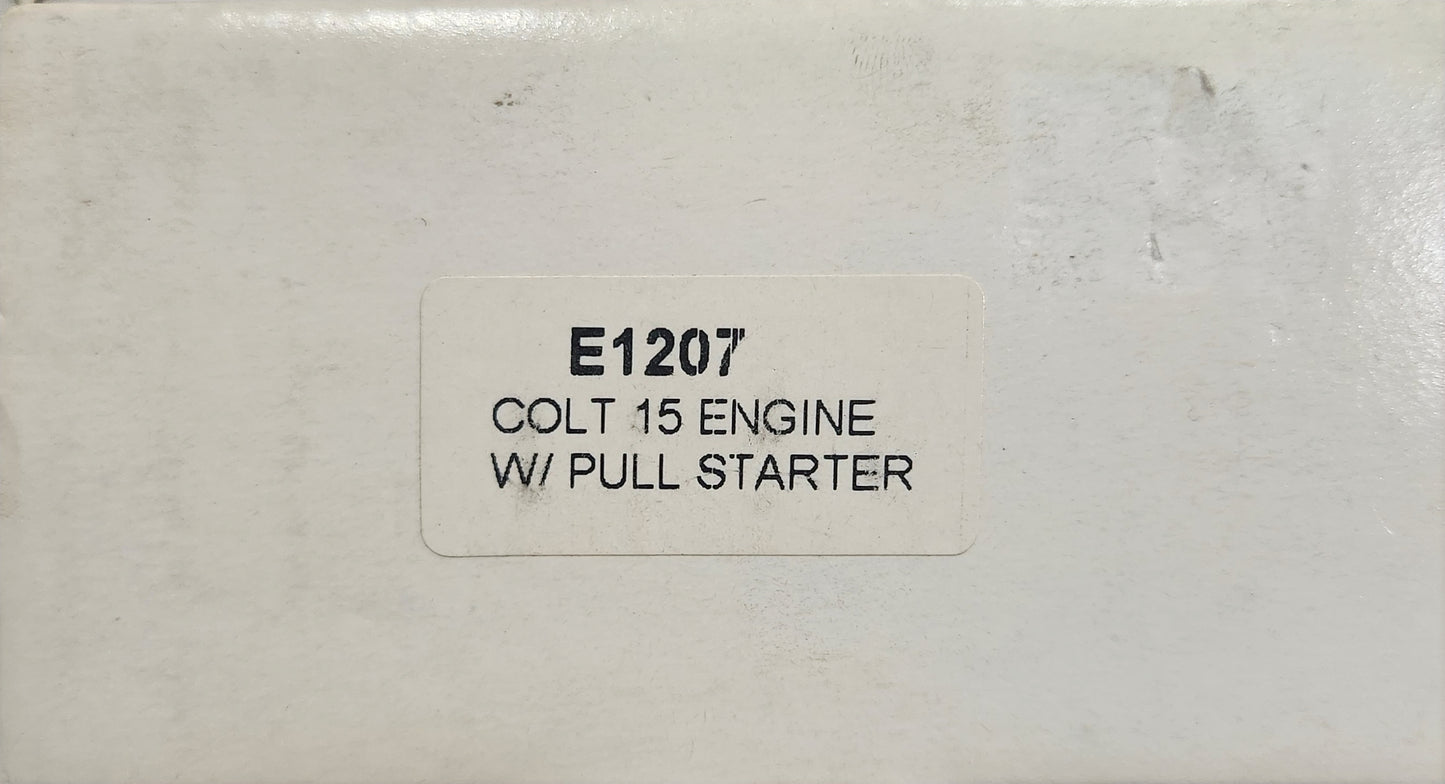 E1207
COLT 15 ENGINE
W/ PULL STARTER